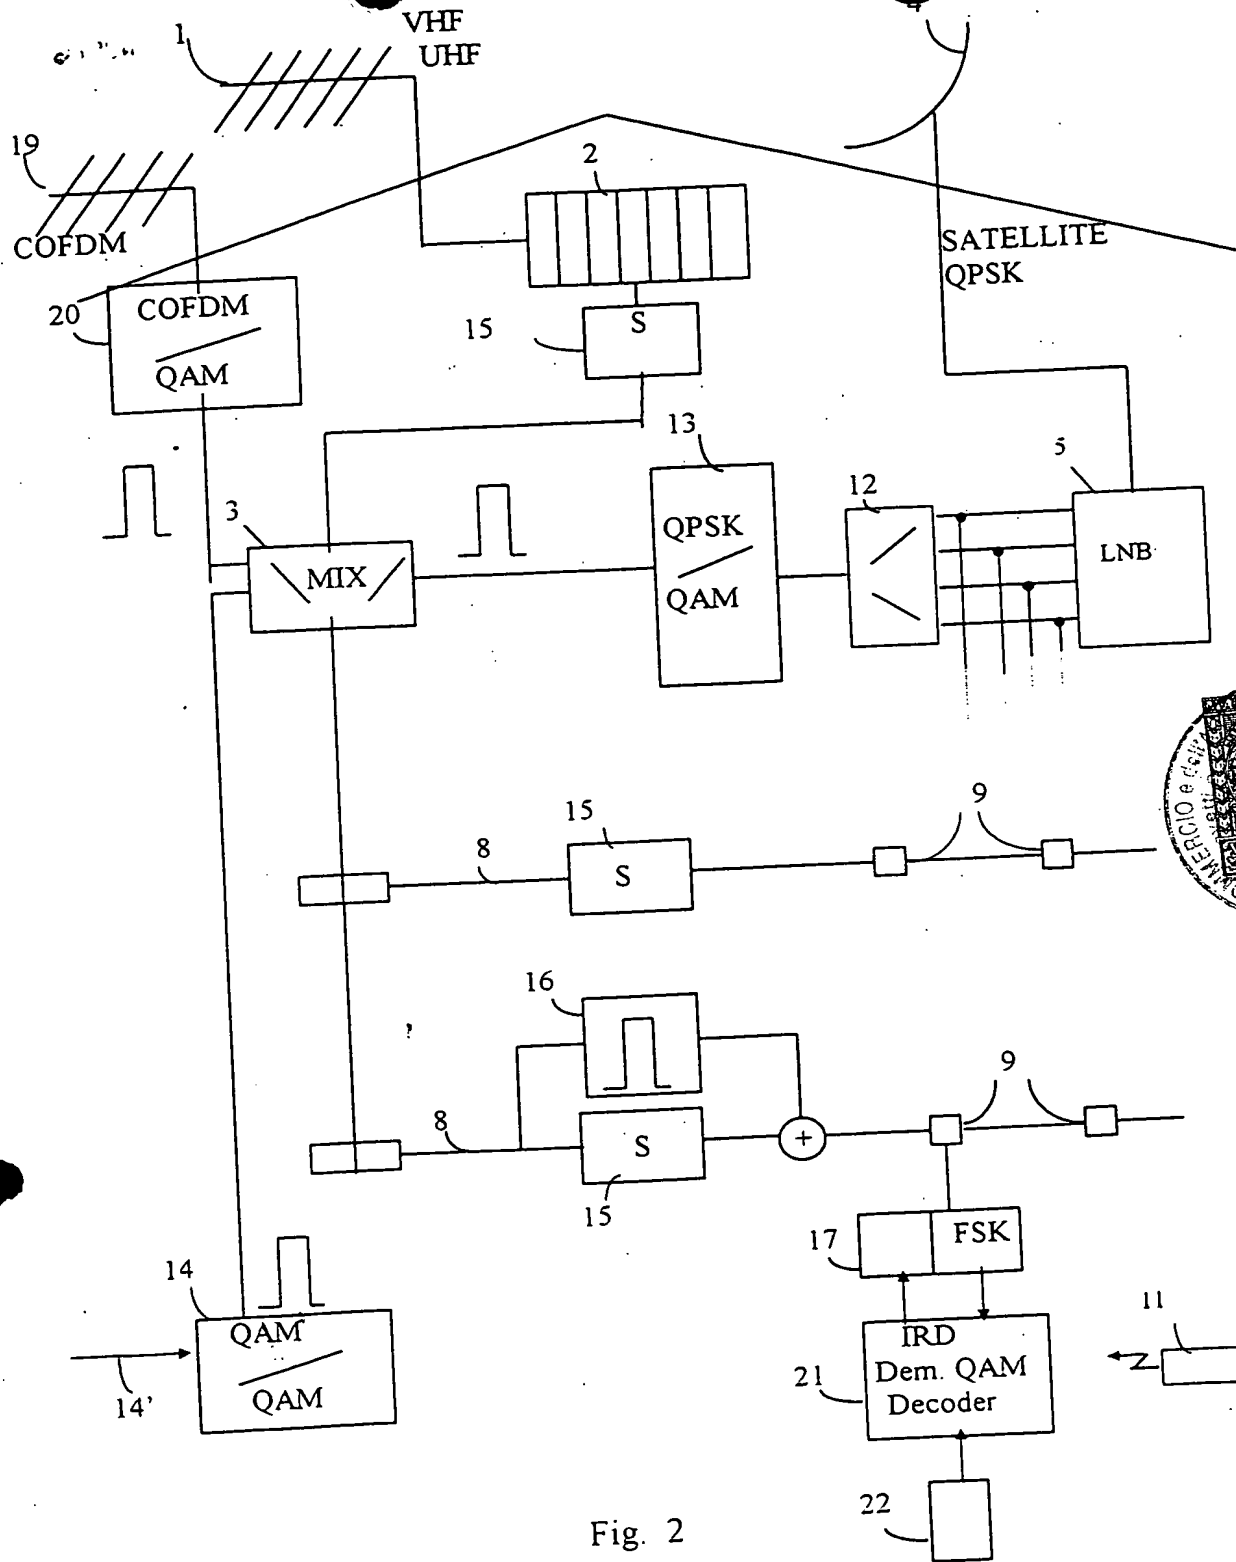 VHF
UHF
1
4
19
COFDM
2
SATELLITE
QPSK
20
COFDM
QAM
15
S
13
5
12
3
MIX
QPSK
QAM
LNB
15
9
8
S
16
9
8
S
15
17
FSK
14
QAM
QAM
14'
IRD
Dem. QAM
Decoder
21
11
22
Fig. 2